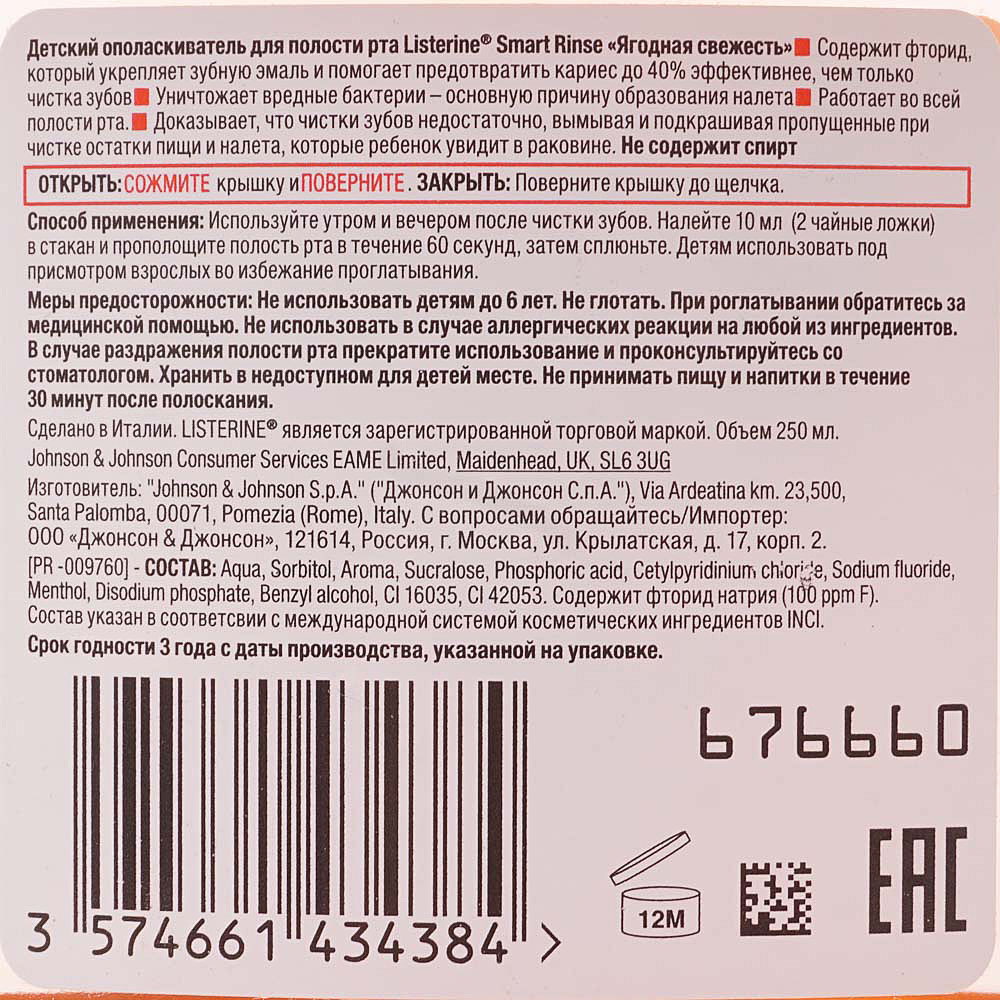 Детский ополаскиватель для полости рта Listerine® Smart Rinse «Ягодная свежесть»■ Содержит фторид,
который укрепляет зубную эмаль и помогает предотвратить кариес до 40% эффективнее, чем только
чистка зубов■ Уничтожает вредные бактерии – основную причину образования налета■ Работает во всей
полости рта.■ Доказывает, что чистки зубов недостаточно, вымывая и подкрашивая пропущенные при
чистке остатки пищи и налета, которые ребенок увидит в раковине. Не содержит спирт
ОТКРЫТЬ:СОЖМИТЕ крышку иПОВЕРНИТЕ. ЗАКРЫТЬ: Поверните крышку до щелчка.
Способ применения: Используйте утром и вечером после чистки зубов. Налейте 10 мл (2 чайные ложки)
в стакан и прополощите полость рта в течение 60 секунд, затем сплюньте. Детям использовать под
присмотром взрослых во избежание проглатывания.
Меры предосторожности: Не использовать детям до 6 лет. Не глотать. При роглатывании обратитесь за
медицинской помощью. Не использовать в случае аллергических реакции на любой из ингредиентов.
В случае раздражения полости рта прекратите использование и проконсультируйтесь со
стоматологом. Хранить в недоступном для детей месте. Не принимать пищу и напитки в течение
30 минут после полоскания.
Сделано в Италии. LISTERINE® является зарегистрированной торговой маркой. Объем 250 мл.
Johnson & Johnson Consumer Services EAME Limited, Maidenhead, UK, SL6 3UG
Изготовитель: "Johnson & Johnson S.p.A." ("Джонсон и Джонсон С.п.А."), Via Ardeatina km. 23,500,
Santa Palomba, 00071, Pomezia (Rome), Italy. С вопросами обращайтесь/Импортер:
ООО «Джонсон & Джонсон», 121614, Россия, г. Москва, ул. Крылатская, д. 17, корп. 2.
[PR -009760] - СОСТАВ: Aqua, Sorbitol, Aroma, Sucralose, Phosphoric acid, Cetylpyridinium chloride, Sodium fluoride,
Menthol, Disodium phosphate, Benzyl alcohol, CI 16035, CI 42053. Содержит фторид натрия (100 ppm F).
Состав указан в соответсвии с международной системой косметических ингредиентов INCI.
Срок годности 3 года с даты производства, указанной на упаковке.
676660
12M
EAC
3 574661 434384 >